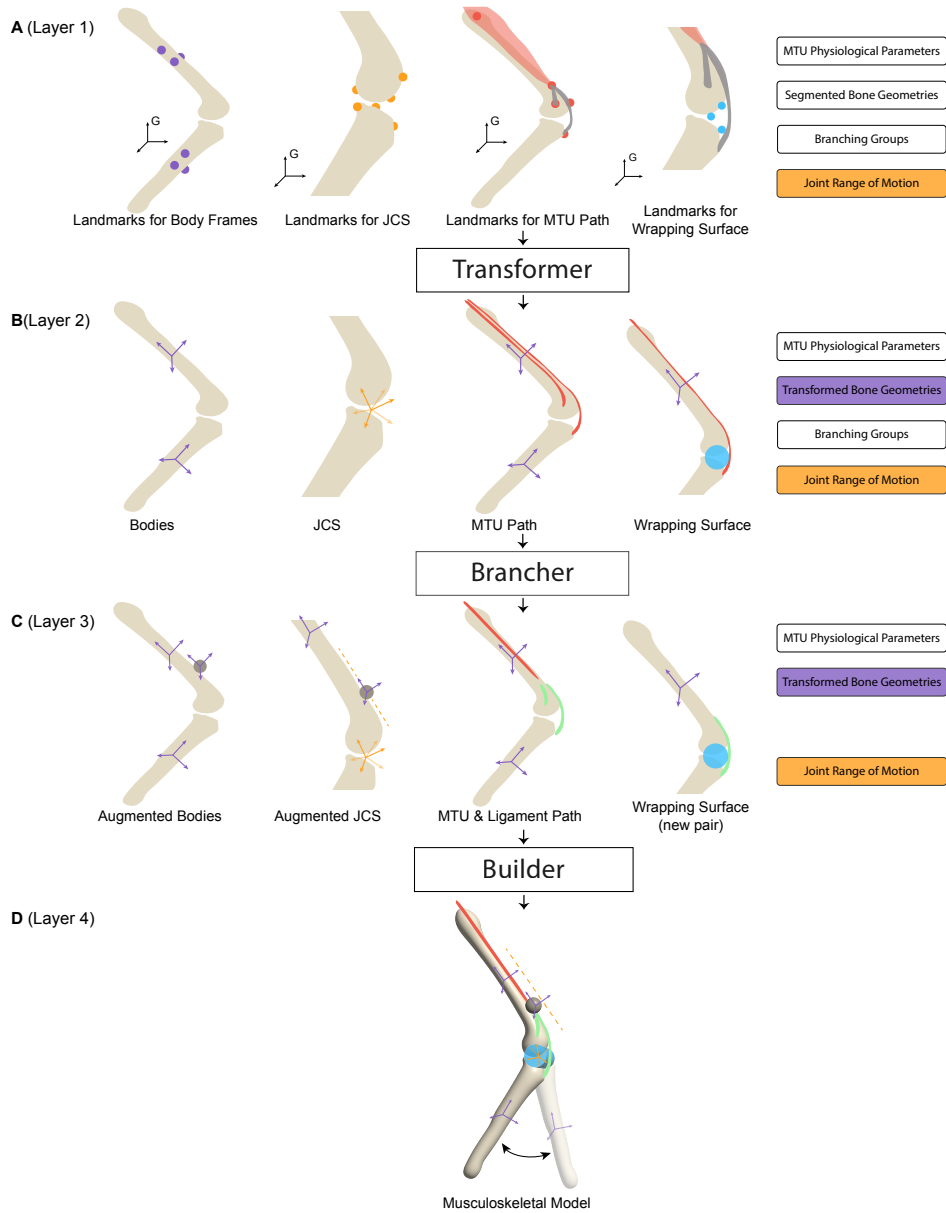 A (Layer 1)
G
G
G
G
Landmarks for Body Frames
Landmarks for JCS
Landmarks for MTU Path
Landmarks for
Wrapping Surface
MTU Physiological Parameters
Segmented Bone Geometries
Branching Groups
Joint Range of Motion
Transformer
B(Layer 2)
Bodies
JCS
MTU Path
Wrapping Surface
MTU Physiological Parameters
Transformed Bone Geometries
Branching Groups
Joint Range of Motion
Brancher
C (Layer 3)
Augmented Bodies
Augmented JCS
MTU & Ligament Path
Wrapping Surface
(new pair)
MTU Physiological Parameters
Transformed Bone Geometries
Joint Range of Motion
Builder
D (Layer 4)
Musculoskeletal Model